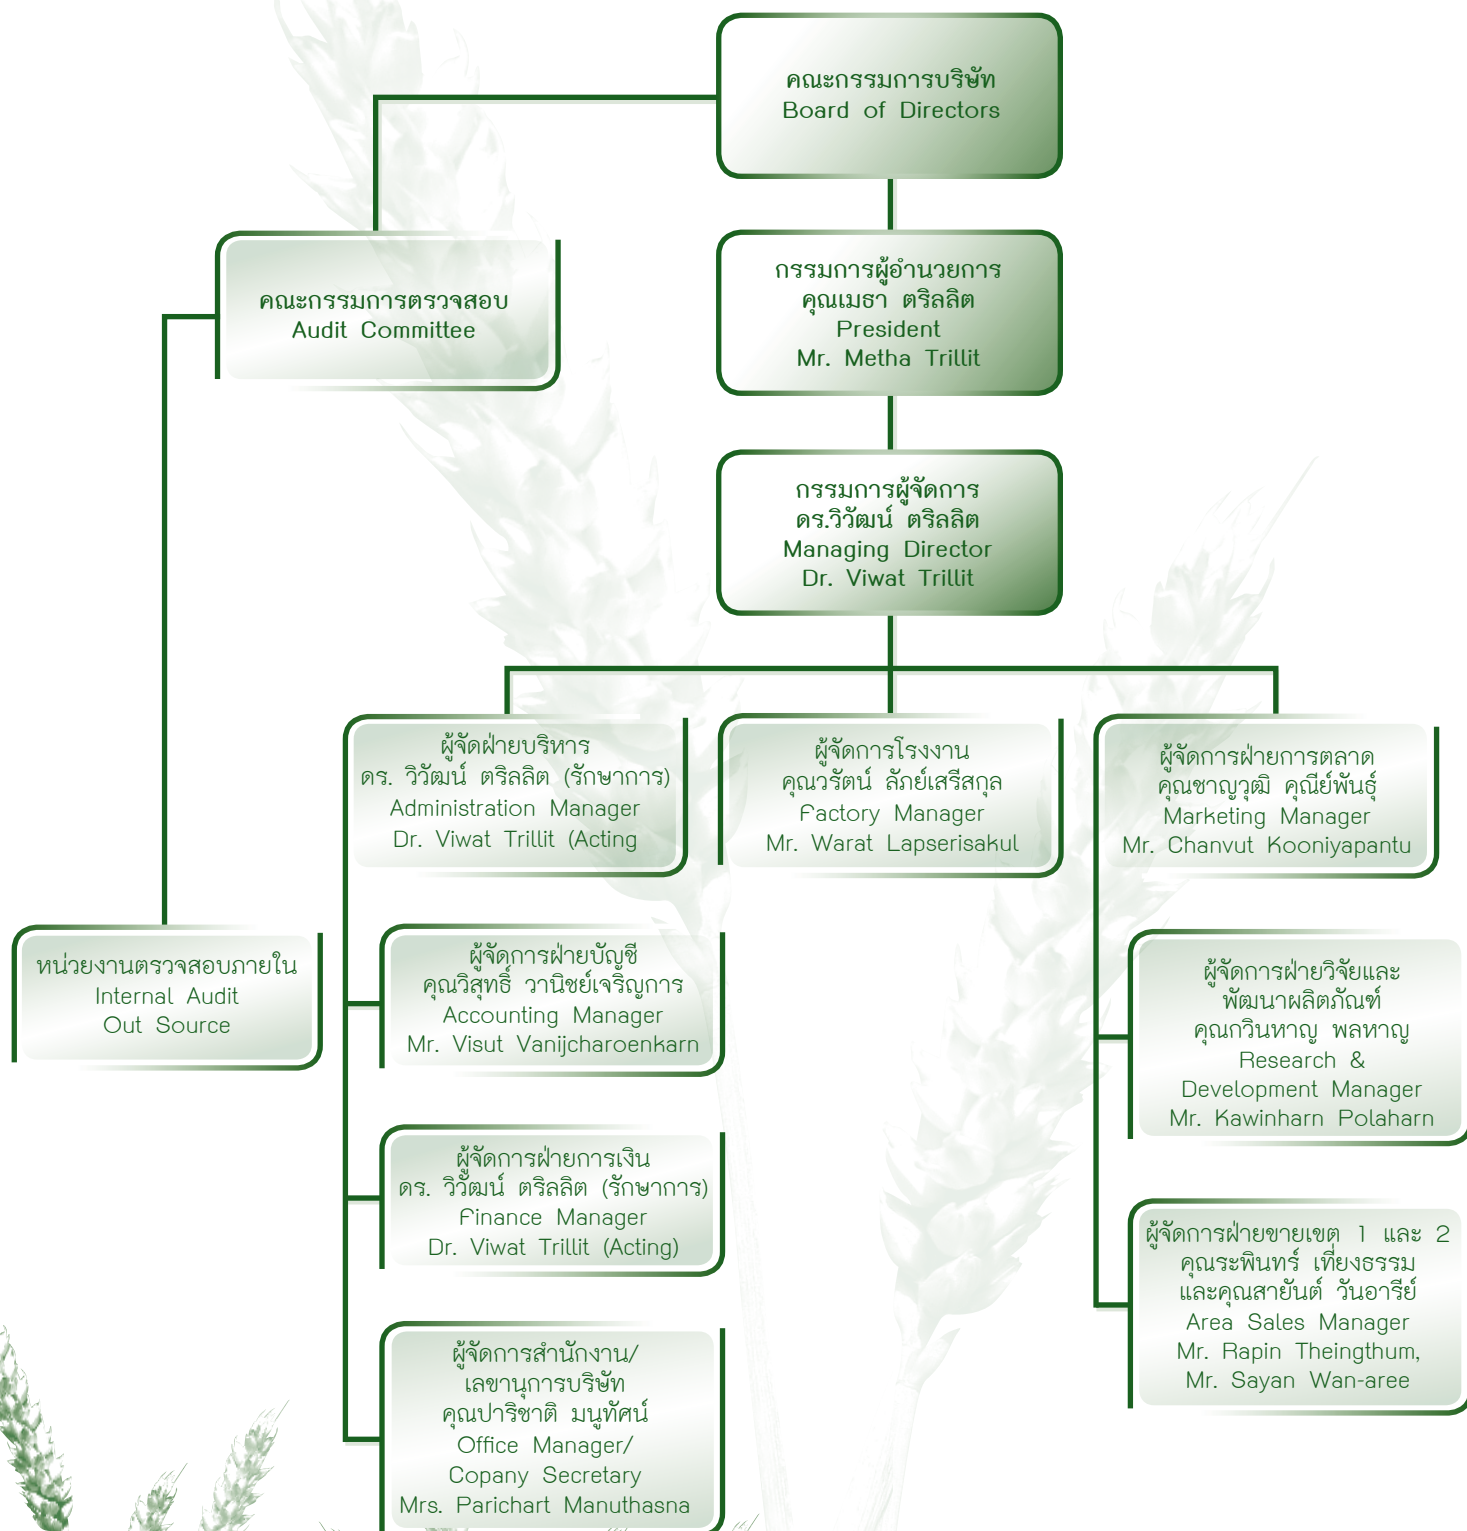 คณะกรรมการบริษัท
Board of Directors
คณะกรรมการตรวจสอบ
Audit Committee
กรรมการผู้อำนวยการ
คุณเมธา ตริลลิต
President
Mr. Metha Trillit
กรรมการผู้จัดการ
ดร.วิวัฒน์ ตริลลิต
Managing Director
Dr. Viwat Trillit
ผู้จัดฝ่ายบริหาร
ดร. วิวัฒน์ ตริลลิต (รักษาการ)
Administration Manager
Dr. Viwat Trillit (Acting
ผู้จัดการโรงงาน
คุณวรัตน์ ลัภย์เสรีสกุล
Factory Manager
Mr. Warat Lapserisakul
ผู้จัดการฝ่ายการตลาด
คุณชาญวุฒิ คุณีย์พันธุ์
Marketing Manager
Mr. Chanvut Kooniyapantu
หน่วยงานตรวจสอบภายใน
Internal Audit
Out Source
ผู้จัดการฝ่ายบัญชี
คุณวิสุทธิ์ วานิชย์เจริญการ
Accounting Manager
Mr. Visut Vanijcharoenkarn
ผู้จัดการฝ่ายวิจัยและ
พัฒนาผลิตภัณฑ์
คุณกวินหาญ พลหาญ
Research &
Development Manager
Mr. Kawinharn Polaharn
ผู้จัดการฝ่ายการเงิน
ดร. วิวัฒน์ ตริลลิต (รักษาการ)
Finance Manager
Dr. Viwat Trillit (Acting)
ผู้จัดการฝ่ายขายเขต 1 และ 2
คุณระพินทร์ เที่ยงธรรม
และคุณสายันต์ วันอารีย์
Area Sales Manager
Mr. Rapin Theingthum,
Mr. Sayan Wan-aree
ผู้จัดการสำนักงาน/
เลขานุการบริษัท
คุณปาริชาติ มนูทัศน์
Office Manager/
Copany Secretary
Mrs. Parichart Manuthasna